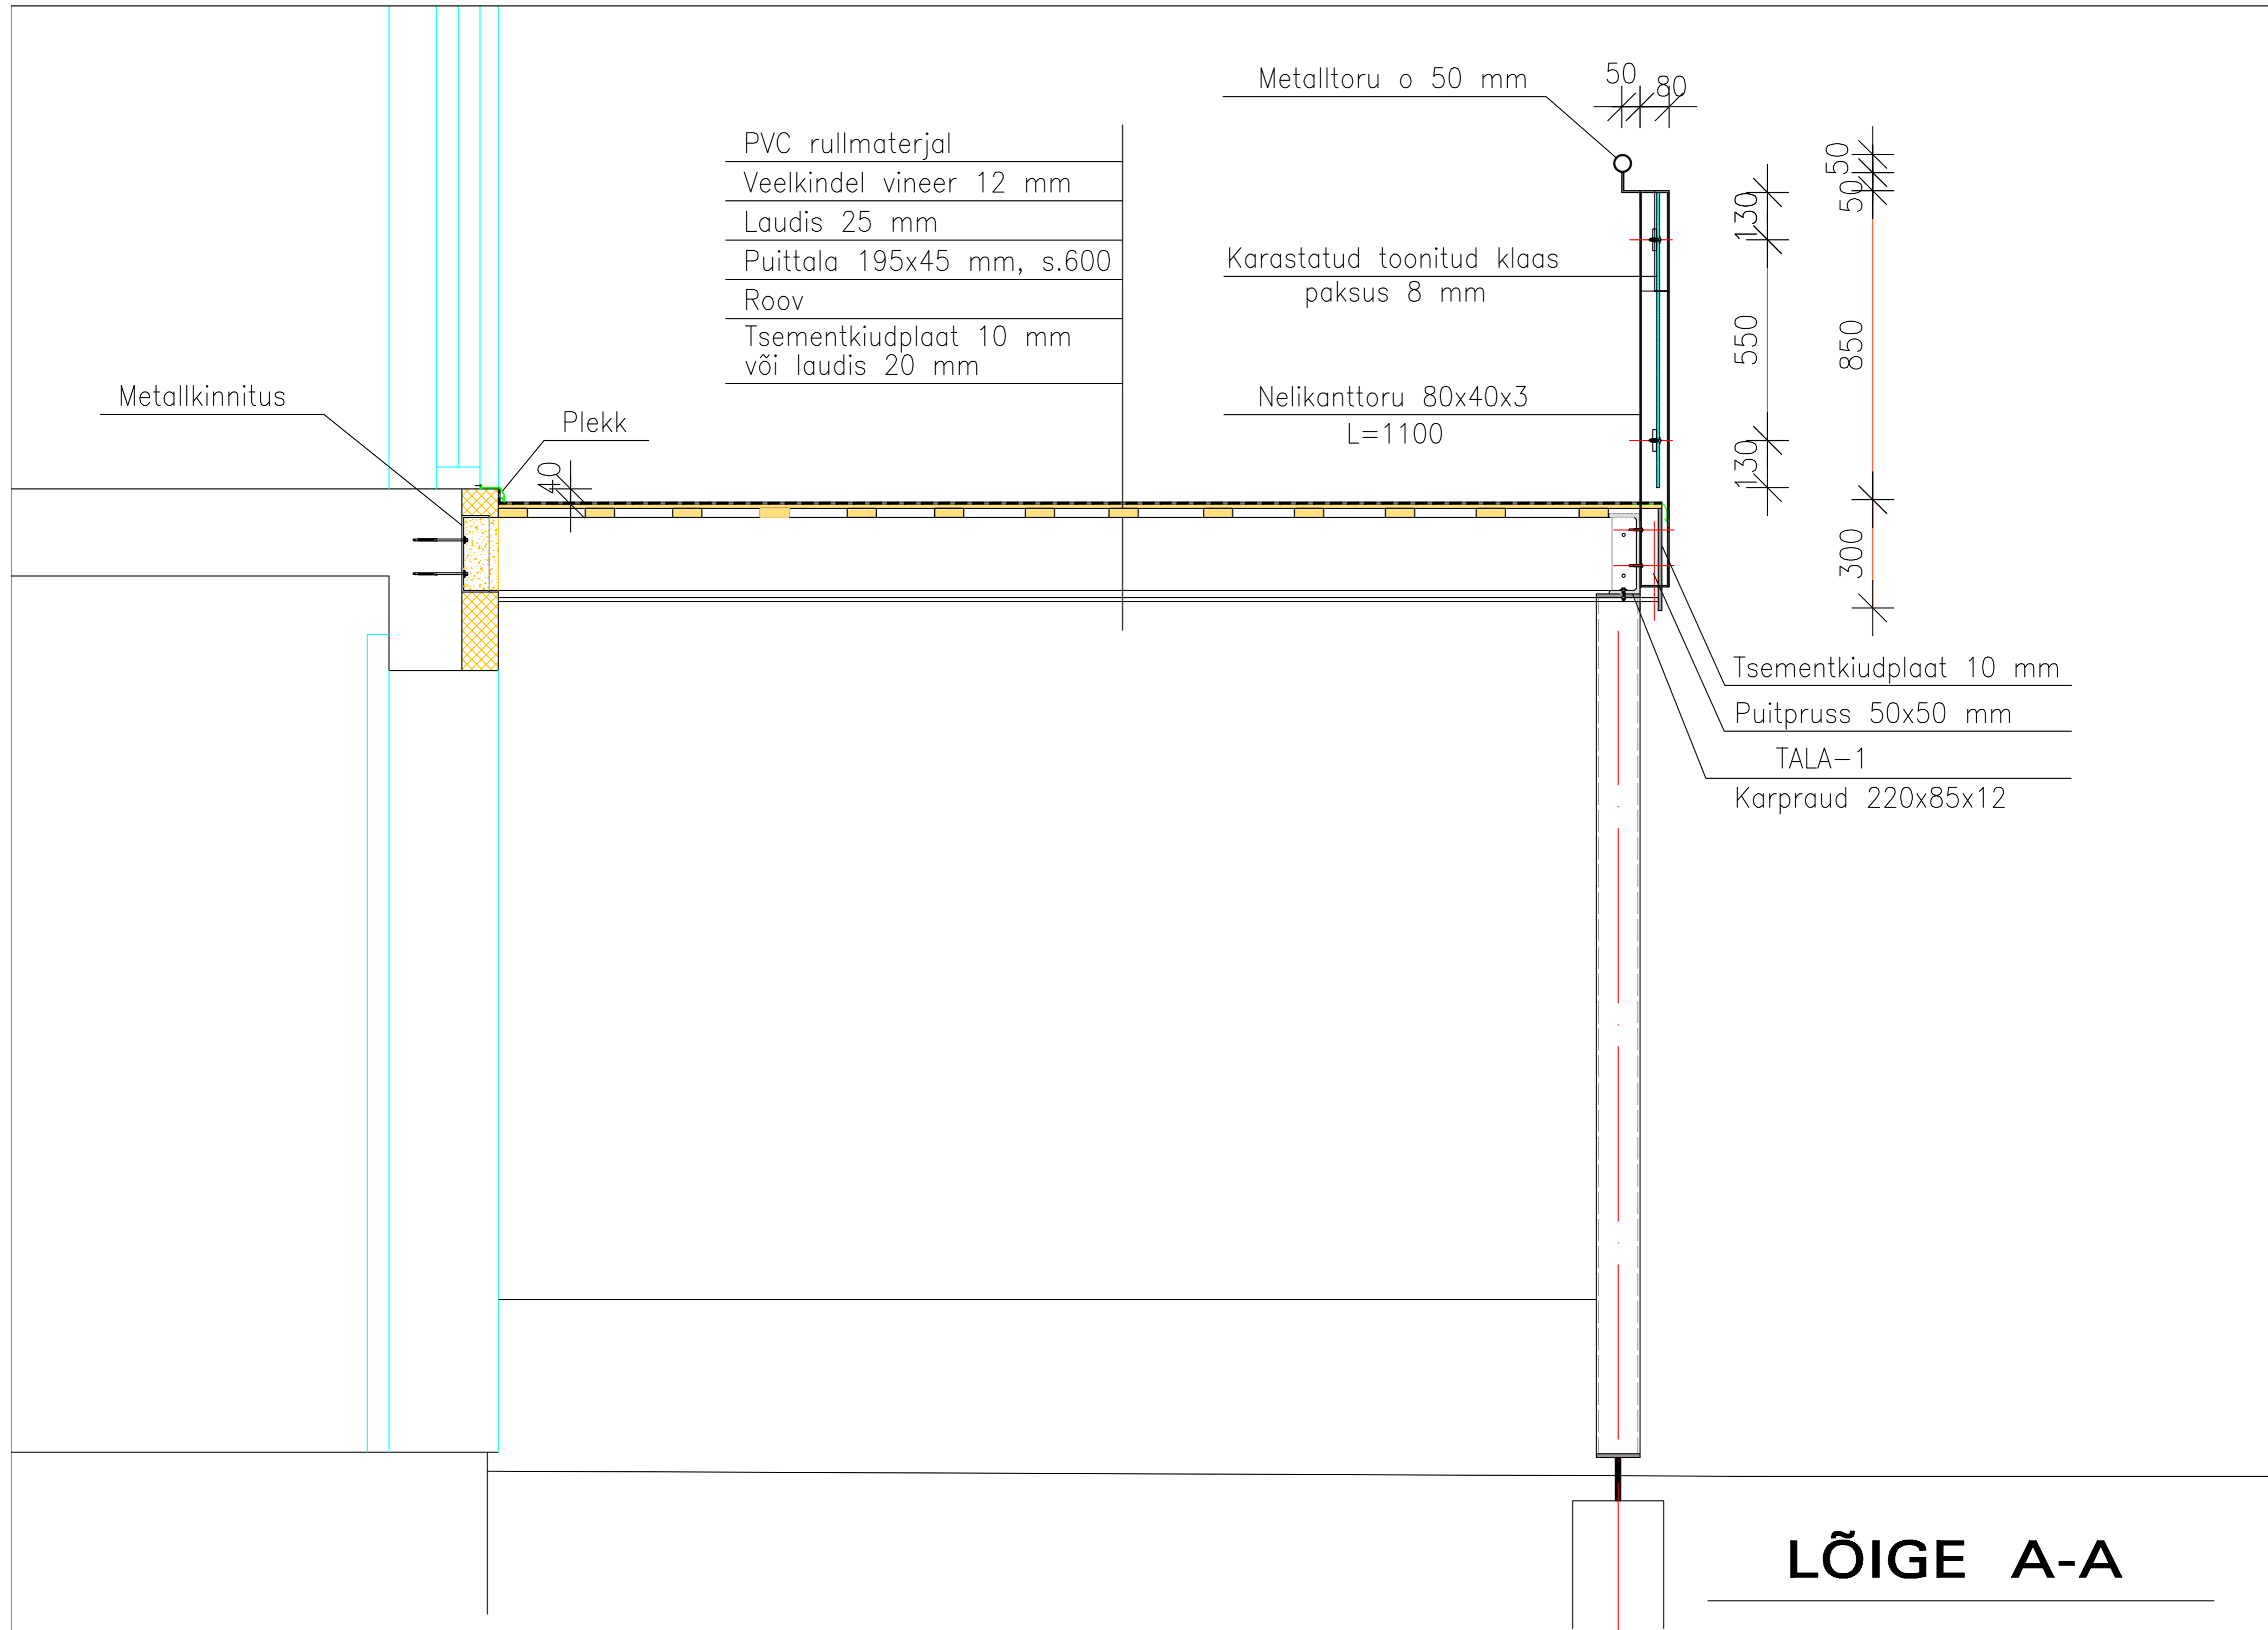 Metalltoru o 50 mm
50
80
PVC rullmaterjal
Veelkindel vineer 12 mm
Laudis 25 mm
Puittala 195x45 mm, s.600
Roov
Tsementkiudplaat 10 mm
või laudis 20 mm
Karastatud toonitud klaas
paksus 8 mm
Nelikanttoru 80x40x3
L=1100
Metallkinnitus
Plekk
40
130
550
130
50
50
850
300
Tsementkiudplaat 10 mm
Puitpruss 50x50 mm
TALA-1
Karpraud 220x85x12
LÕIGE A-A